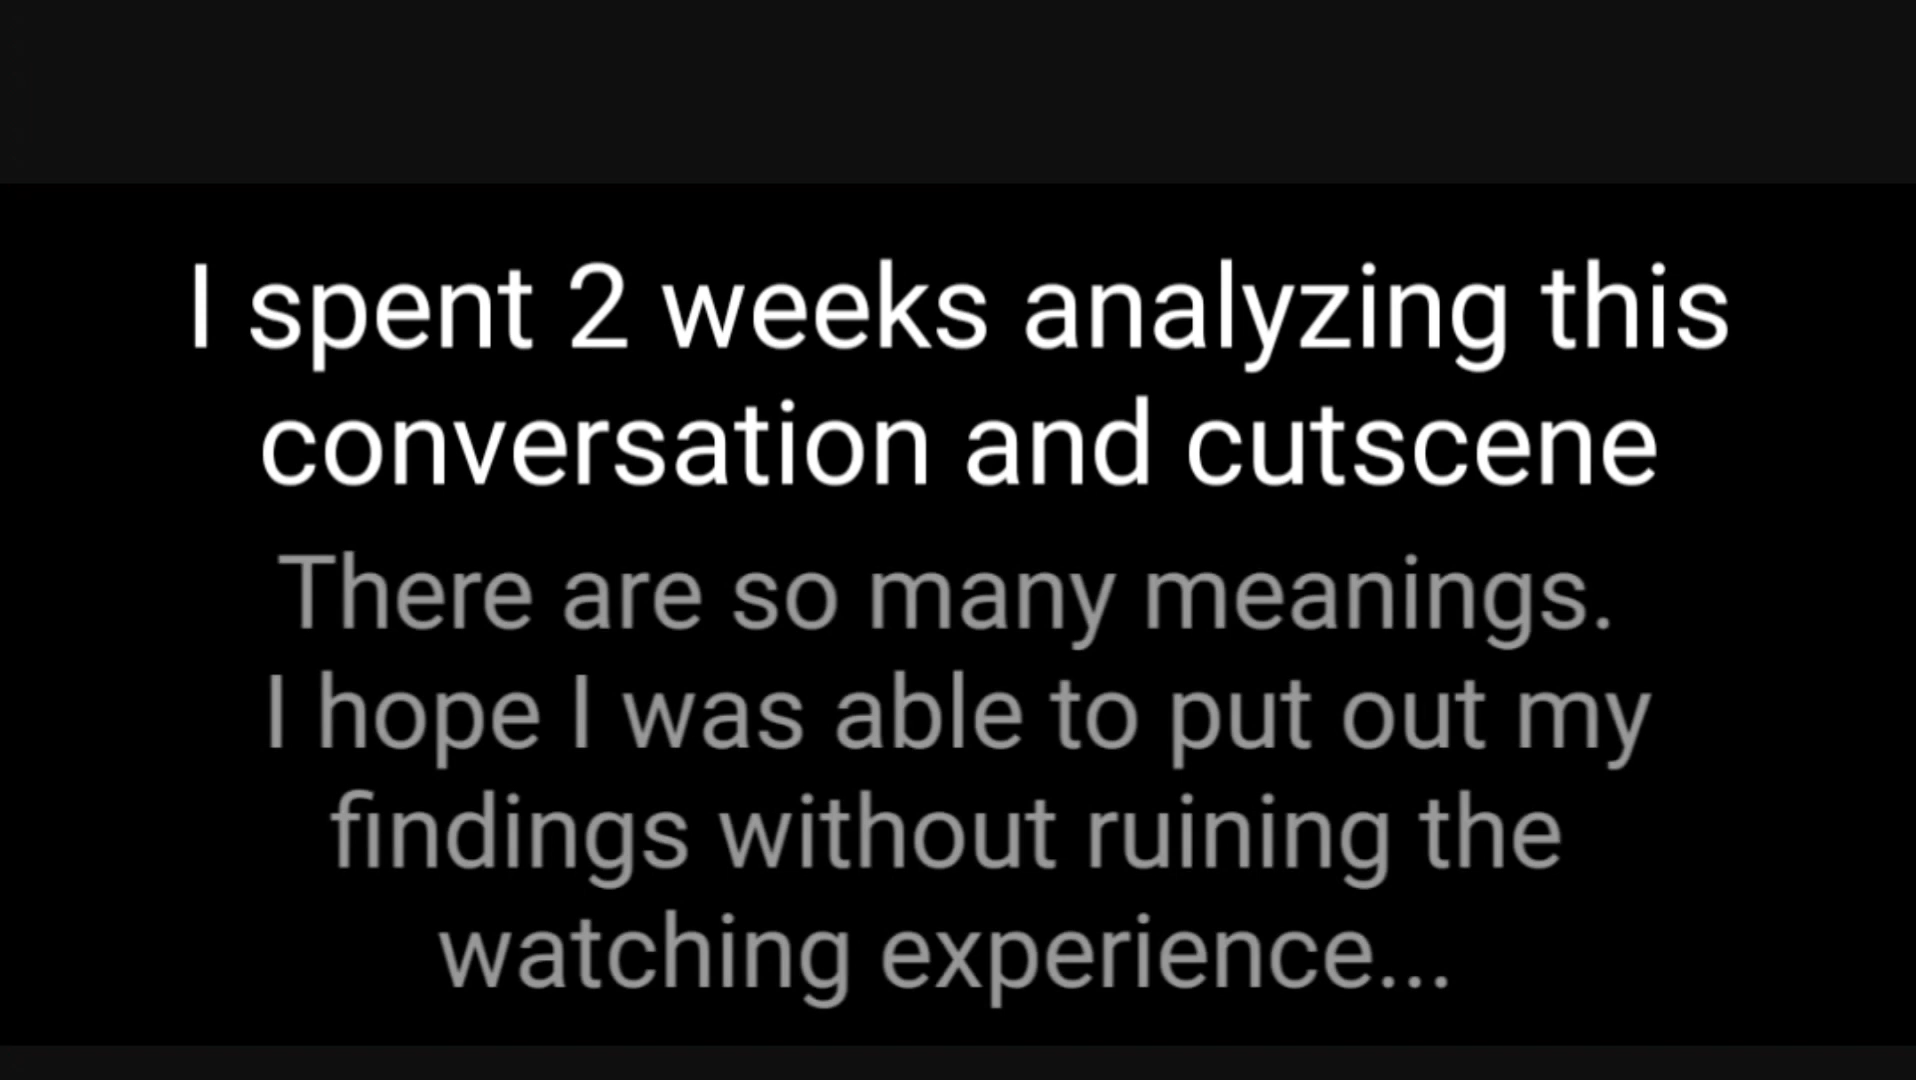 I spent 2 weeks analyzing this
conversation and cutscene
There are so many meanings.
I hope I was able to put out my
findings without ruining the
watching experience...